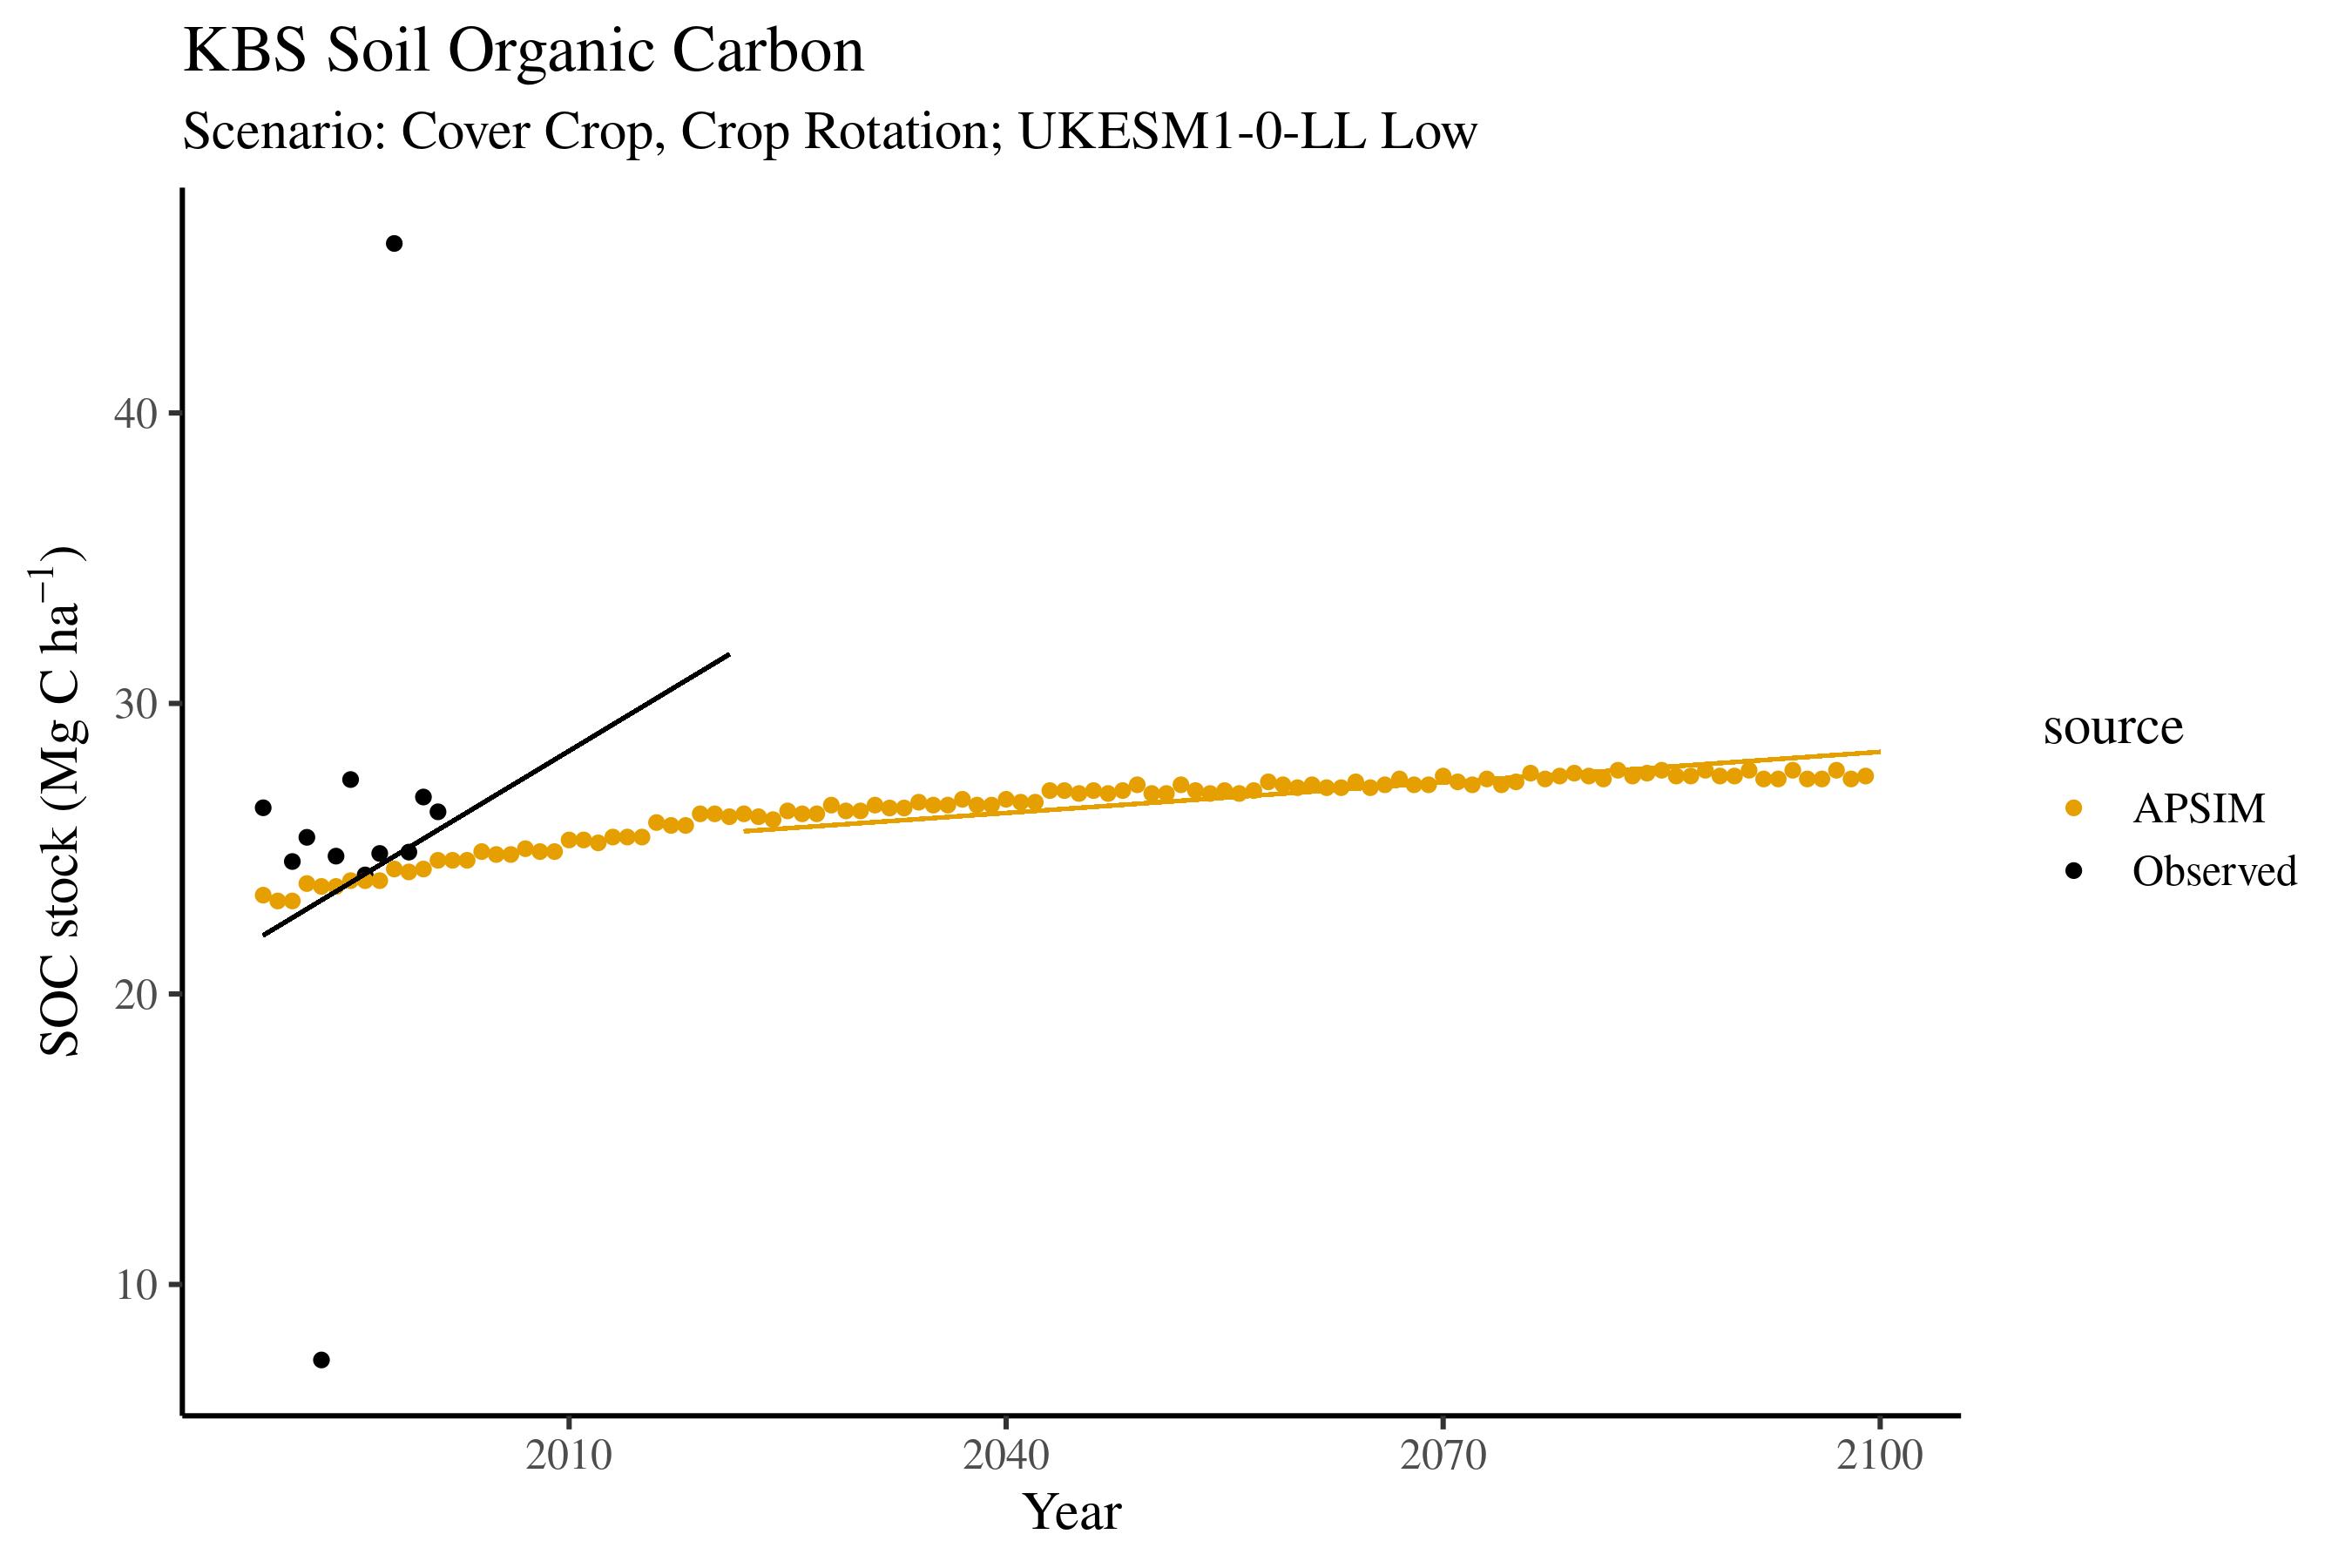 KBS Soil Organic Carbon
Scenario: Cover Crop, Crop Rotation; UKESM1-0-LL Low
SOC stock (Mg C ha⁻¹)
40
30
20
10
2010
2040
2070
2100
Year
source
APSIM
Observed